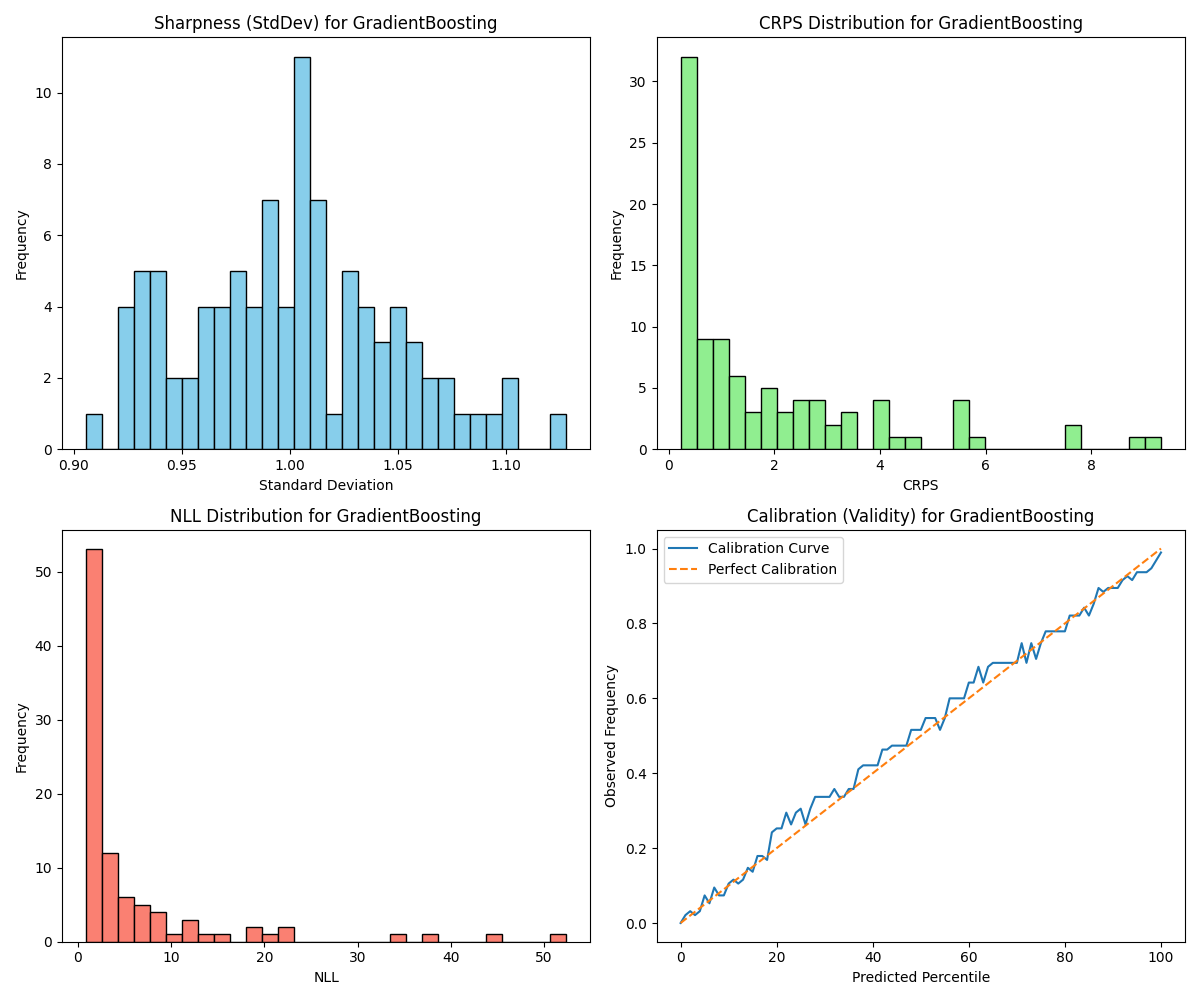 Sharpness (StdDev) for GradientBoosting
Frequency
10
8
6
4
2
0
0.90 0.95 1.00 1.05 1.10
Standard Deviation
CRPS Distribution for GradientBoosting
Frequency
30
25
20
15
10
5
0
0 2 4 6 8
CRPS
NLL Distribution for GradientBoosting
Frequency
50
40
30
20
10
0
0 10 20 30 40 50
NLL
Calibration (Validity) for GradientBoosting
Calibration Curve
Perfect Calibration
Observed Frequency
1.0
0.8
0.6
0.4
0.2
0.0
0 20 40 60 80 100
Predicted Percentile